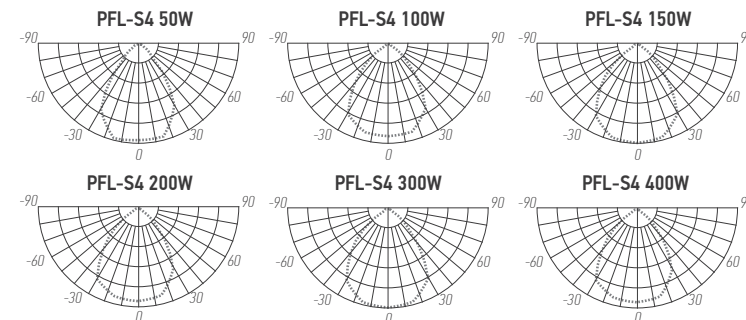 PFL-S4 50W
PFL-S4 100W
PFL-S4 150W
-90 90 -90 90 -90 9
-60 60 -60 60 -60 60
-30 30 -30 30 -30 30
0 0 0
PFL-S4 200W
PFL-S4 300W
PFL-S4 400W
-90 90 -90 90 -90 90
-60 60 -60 60 -60 60
-30 30 -30 30 -30 30
0 0 0